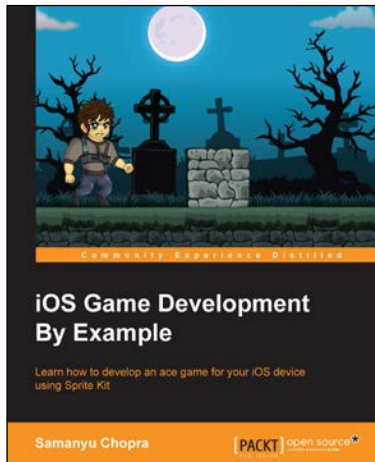 Community Experience Distilled
iOS Game Development
By Example
Learn how to develop an ace game for your iOS device
using Sprite Kit
Samanyu Chopra
[PACKT] open source*
PUBLISHING